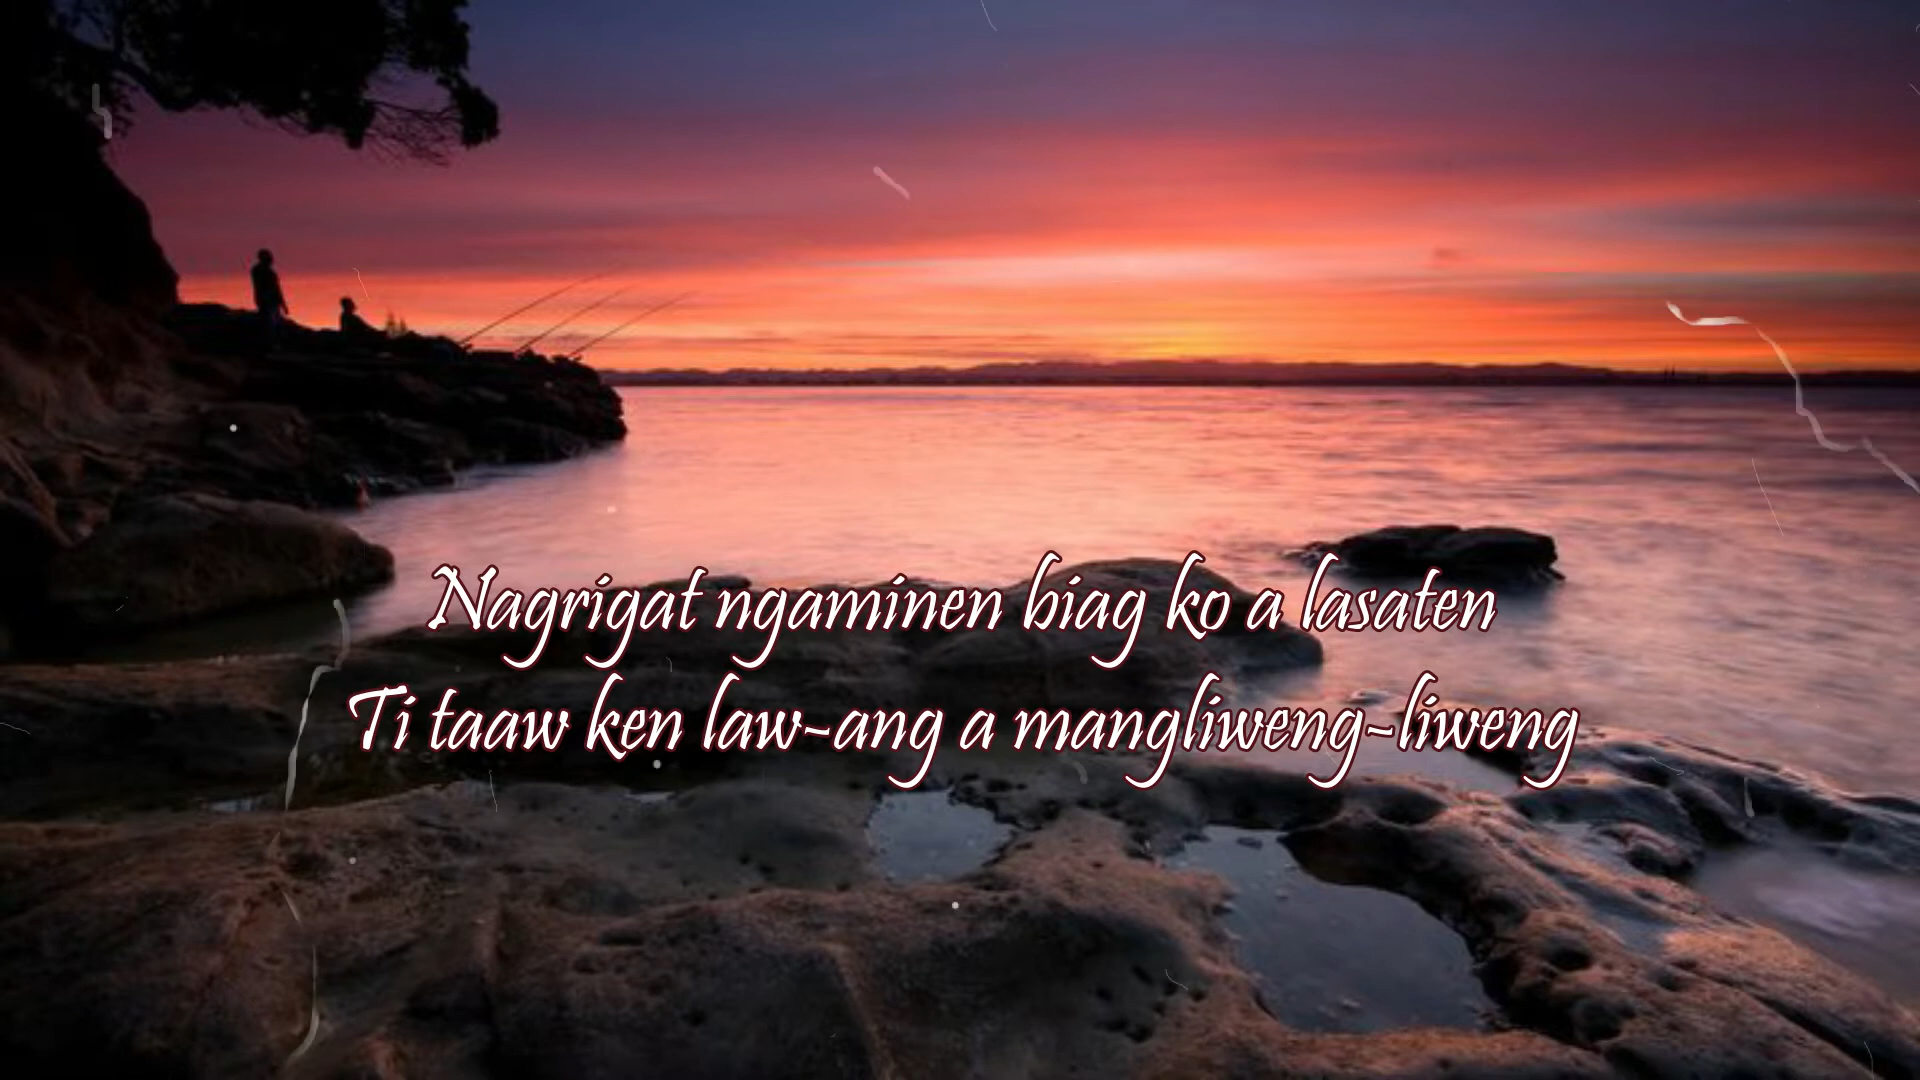 Nagrigat ngaminen biag ko a lasaten
Ti taaw ken law-ang a mangliweng-liweng